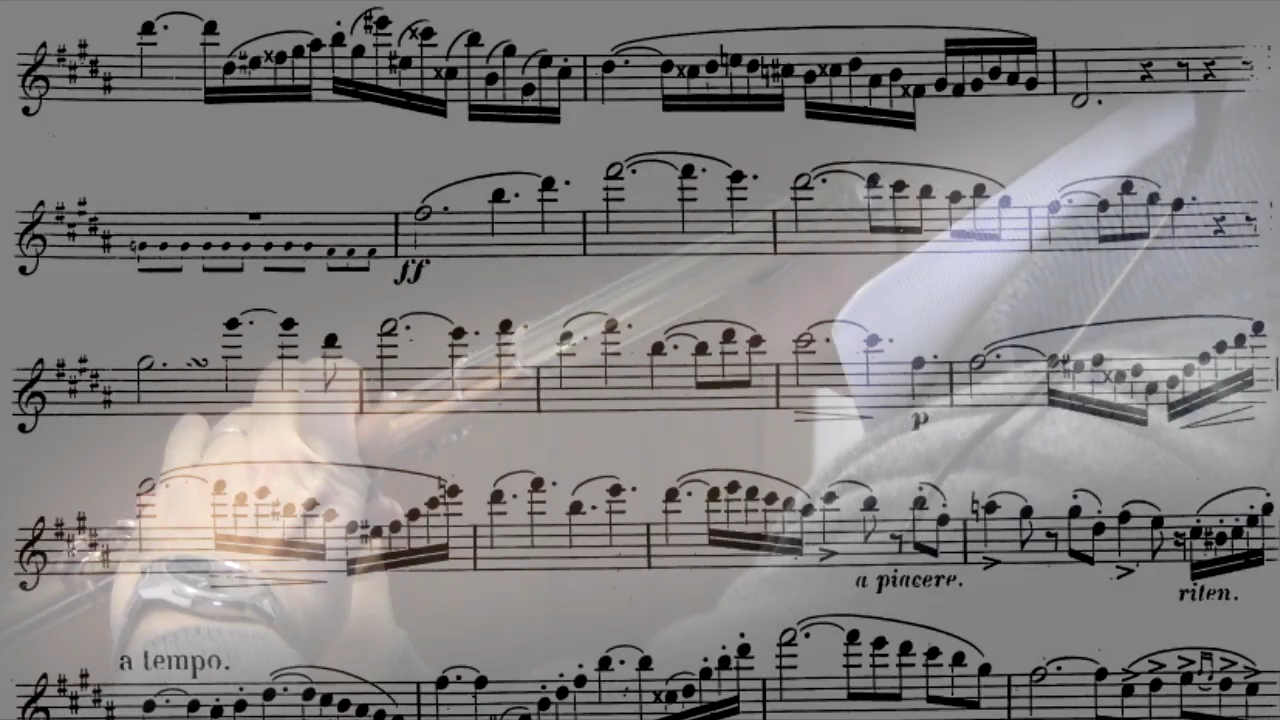 ff
p
a piacere.
riten.
a tempo.